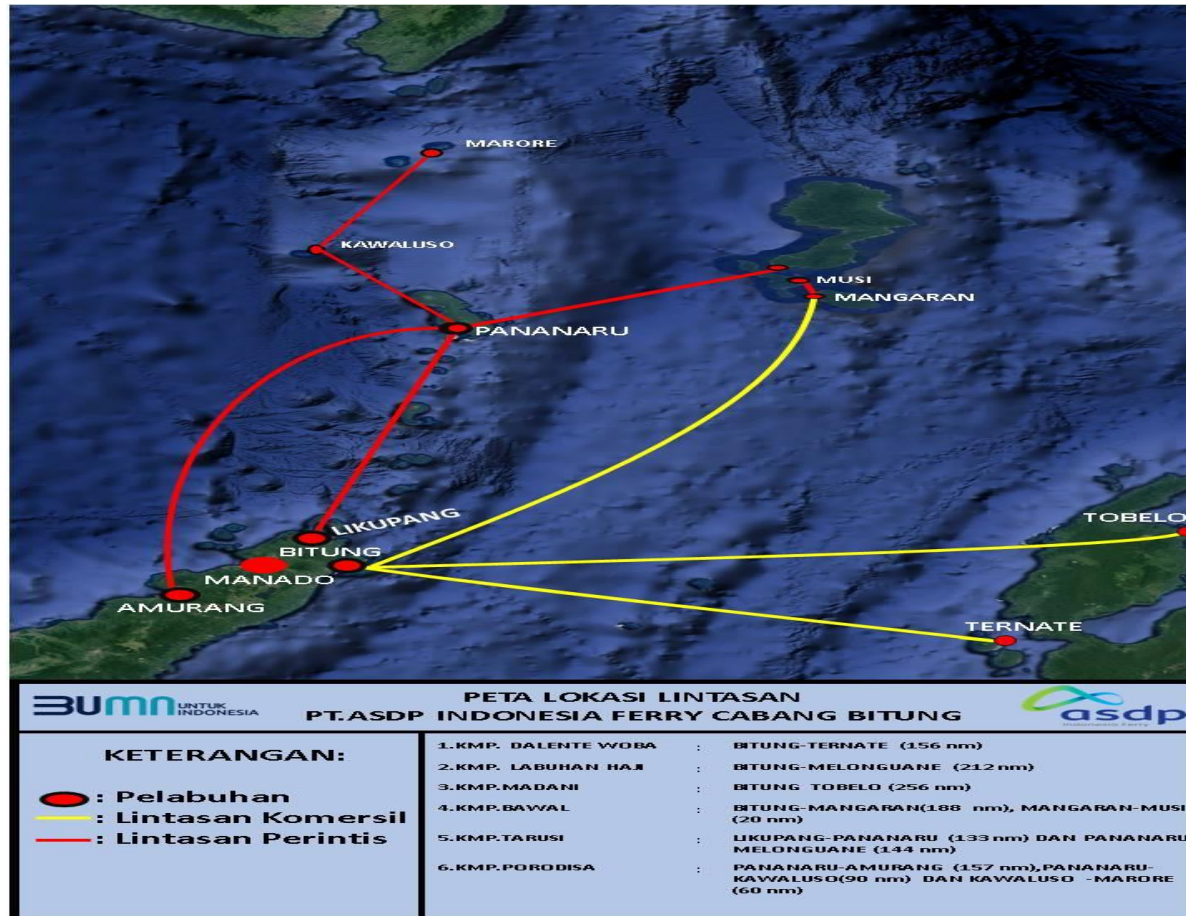 MARORE
KAWALUSO
MUSI
MANGARAN
PANANARU
LIKUPANG
BITUNG
MANADO
AMURANG
TOBELO
TERNATE
BUMN UNTUK INDONESIA
PETA LOKASI LINTASAN
PT.ASDP INDONESIA FERRY CABANG BITUNG
asdp
Indonesia Ferry
KETERANGAN:
: Pelabuhan
: Lintasan Komersil
: Lintasan Perintis
1.KMP. DALENTE WOBA : BITUNG-TERNATE (156 nm)
2.KMP. LABUHAN HAJI : BITUNG-MELONGUANE (212 nm)
3.KMP.MADANI : BITUNG TOBELO (256 nm)
4.KMP.BAWAL : BITUNG-MANGARAN(188 nm), MANGARAN-MUSI
(20 nm)
5.KMP.TARUSI : LIKUPANG-PANANARU (133 nm) DAN PANANARU
MELONGUANE (144 nm)
6.KMP.PORODISA : PANANARU-AMURANG (157 nm),PANANARU-
KAWALUSO(90 nm) DAN KAWALUSO -MARORE
(60 nm)